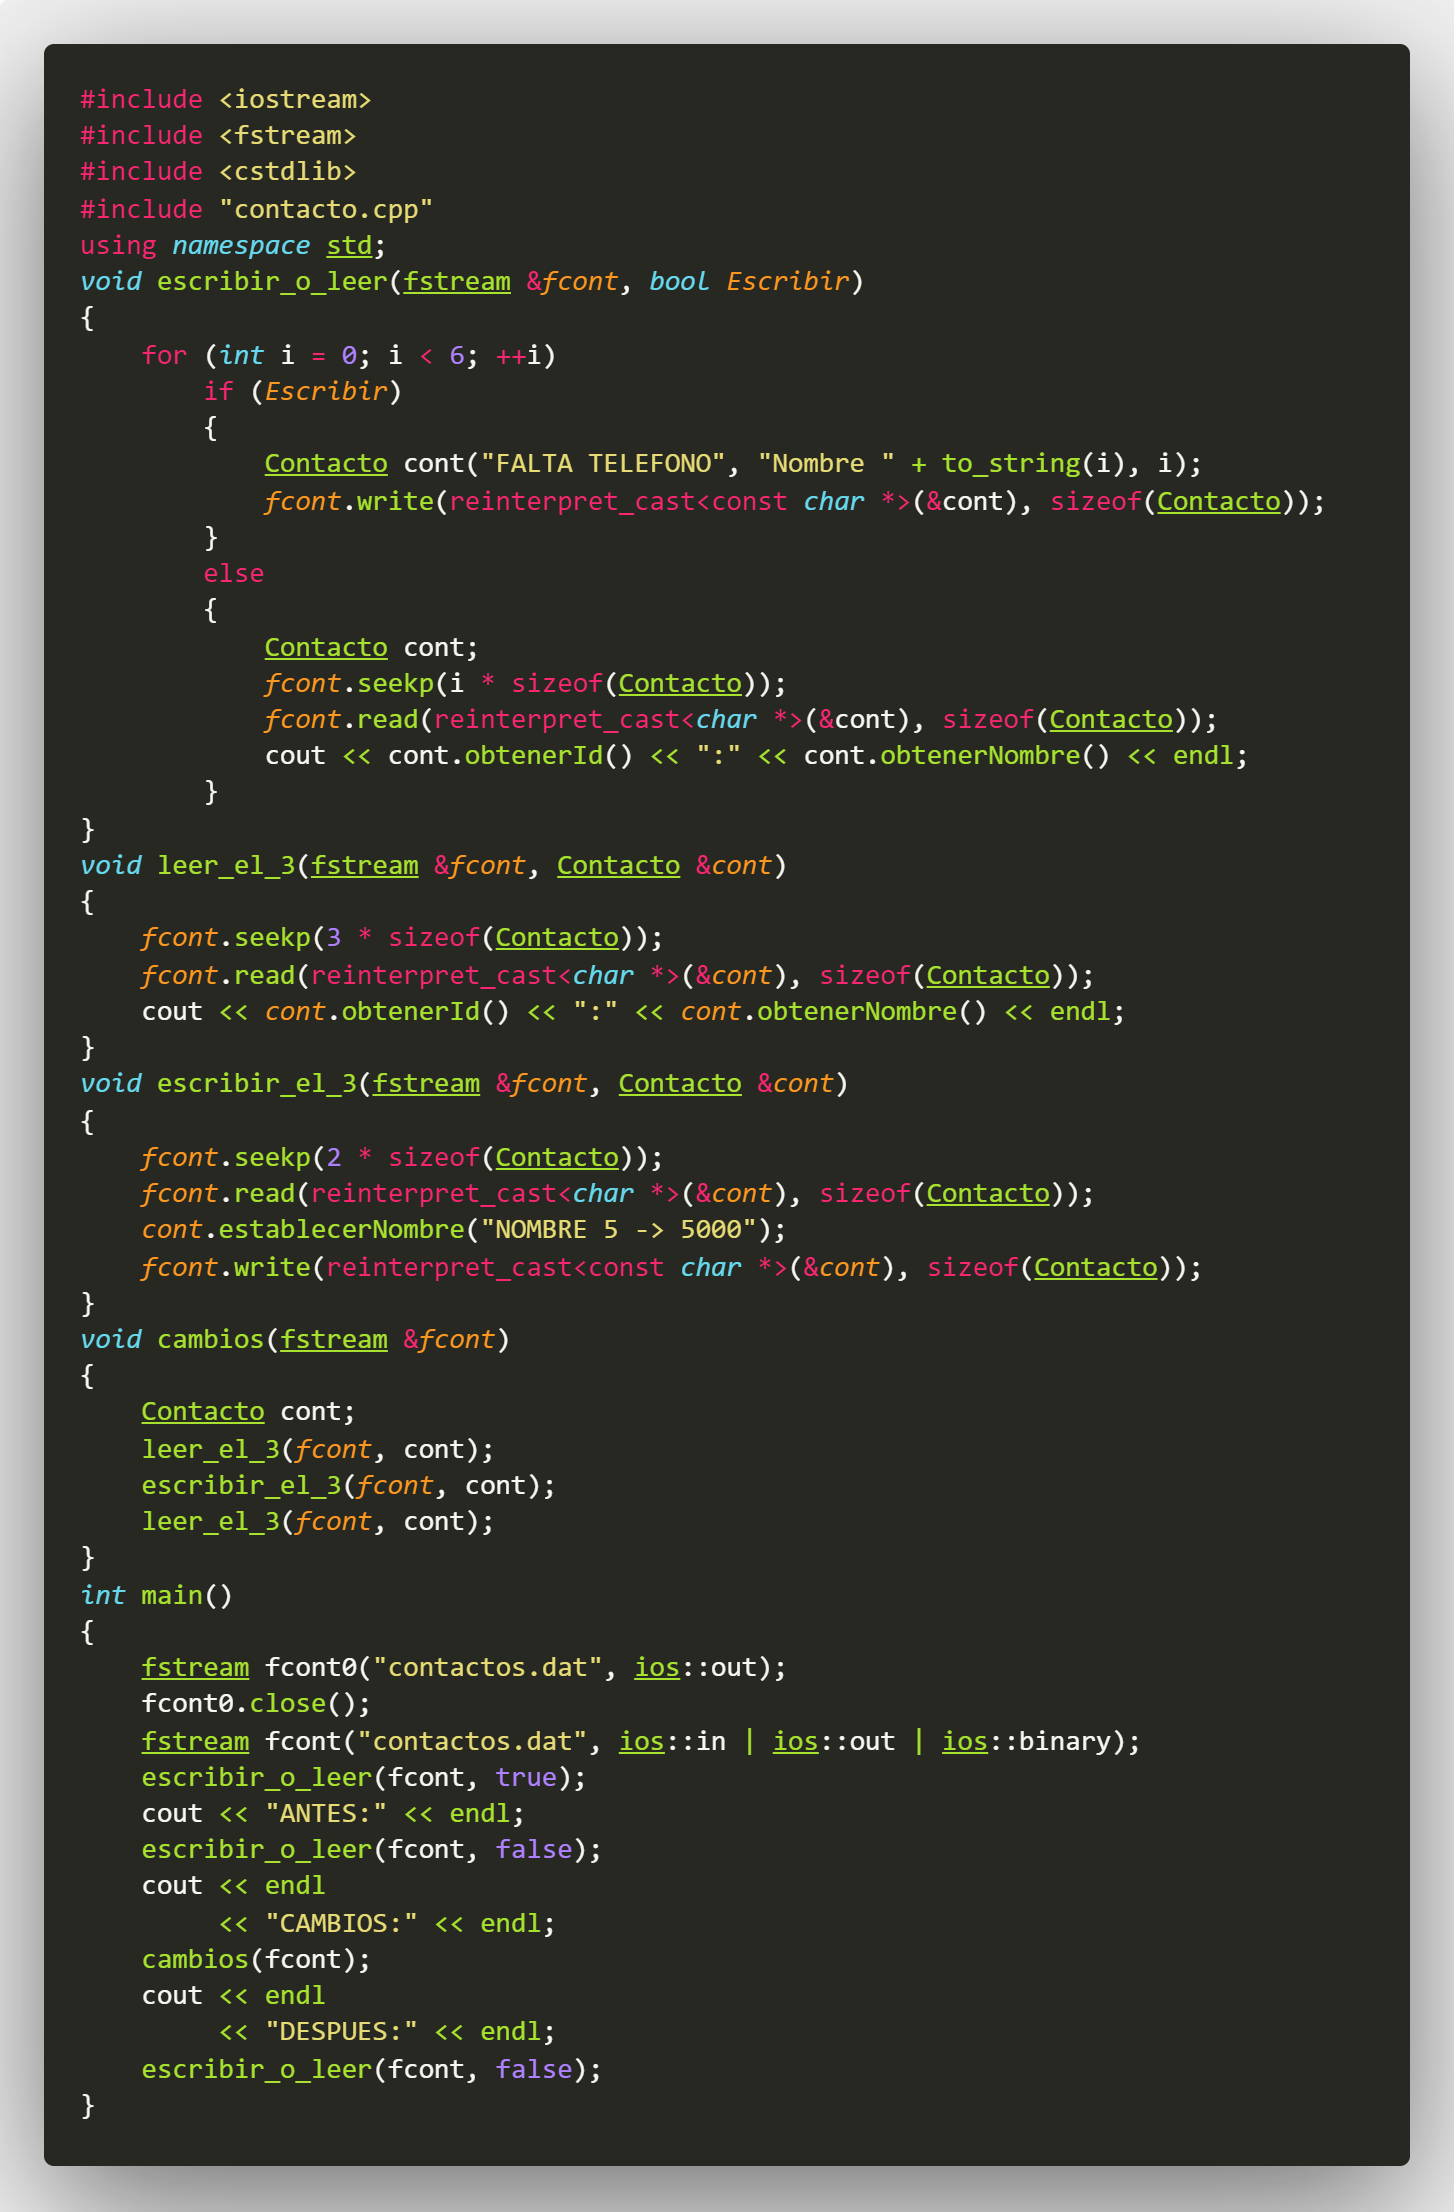 #include <iostream>
#include <fstream>
#include <cstdlib>
#include "contacto.cpp"
using namespace std;
void escribir_o_leer(fstream &fcont, bool Escribir)
{
    for (int i = 0; i < 6; ++i)
        if (Escribir)
        {
            Contacto cont("FALTA TELEFONO", "Nombre " + to_string(i), i);
            fcont.write(reinterpret_cast<const char *>(&cont), sizeof(Contacto));
        }
        else
        {
            Contacto cont;
            fcont.seekp(i * sizeof(Contacto));
            fcont.read(reinterpret_cast<char *>(&cont), sizeof(Contacto));
            cout << cont.obtenerId() << ":" << cont.obtenerNombre() << endl;
        }
}
void leer_el_3(fstream &fcont, Contacto &cont)
{
    fcont.seekp(3 * sizeof(Contacto));
    fcont.read(reinterpret_cast<char *>(&cont), sizeof(Contacto));
    cout << cont.obtenerId() << ":" << cont.obtenerNombre() << endl;
}
void escribir_el_3(fstream &fcont, Contacto &cont)
{
    fcont.seekp(2 * sizeof(Contacto));
    fcont.read(reinterpret_cast<char *>(&cont), sizeof(Contacto));
    cont.establecerNombre("NOMBRE 5 -> 5000");
    fcont.write(reinterpret_cast<const char *>(&cont), sizeof(Contacto));
}
void cambios(fstream &fcont)
{
    Contacto cont;
    leer_el_3(fcont, cont);
    escribir_el_3(fcont, cont);
    leer_el_3(fcont, cont);
}
int main()
{
    fstream fcont0("contactos.dat", ios::out);
    fcont0.close();
    fstream fcont("contactos.dat", ios::in | ios::out | ios::binary);
    escribir_o_leer(fcont, true);
    cout << "ANTES:" << endl;
    escribir_o_leer(fcont, false);
    cout << endl
         << "CAMBIOS:" << endl;
    cambios(fcont);
    cout << endl
         << "DESPUES:" << endl;
    escribir_o_leer(fcont, false);
}